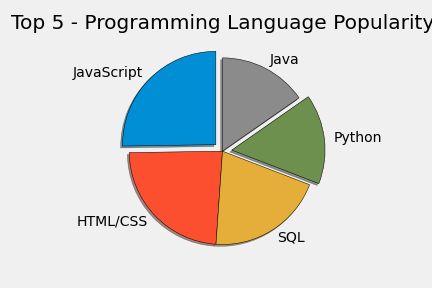 Top 5 - Programming Language Popularity
Java
JavaScript
Python
HTML/CSS
SQL